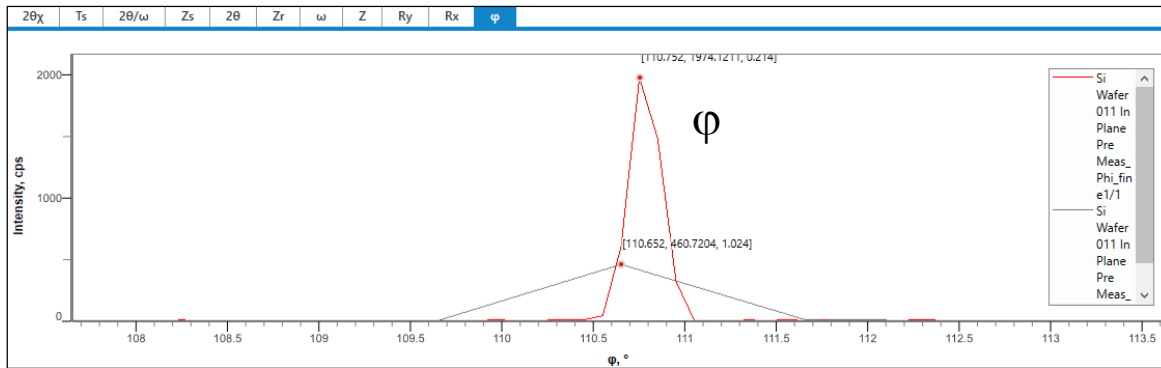 2θχ Ts 2θ/ω Zs 2θ Zr ω Z Ry Rx φ
[110.752, 1974.1211, 0.214]
2000
1000
0
Intensity, cps
φ
[110.652, 460.7204, 1.024]
Si
Wafer
011 In
Plane
Pre
Meas_
Phi_fin
e1/1
Si
Wafer
011 In
Plane
Pre
Meas_
108 108.5 109 109.5 110 110.5 111 111.5 112 112.5 113 113.5
φ, °